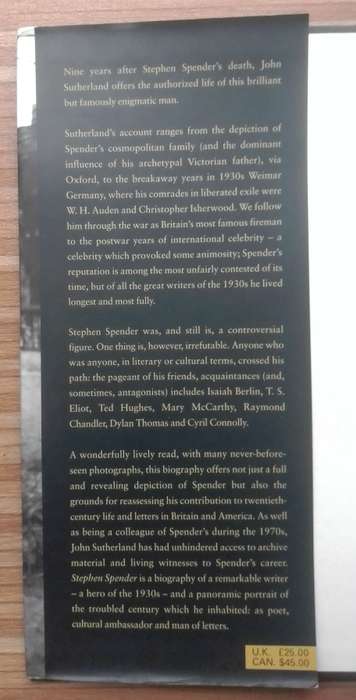 Nine years after Stephen Spender's death, John
Sutherland offers the authorized life of this brilliant
but famously enigmatic man.
Sutherland's account ranges from the depiction of
Spender's cosmopolitan family (and the dominant
influence of his archetypal Victorian father), via
Oxford, to the breakaway years in 1930s Weimar
Germany, where his comrades in liberated exile were
W. H. Auden and Christopher Isherwood. We follow
him through the war as Britain's most famous fireman
to the postwar years of international celebrity – a
celebrity which provoked some animosity; Spender's
reputation is among the most unfairly contested of its
time, but of all the great writers of the 1930s he lived
longest and most fully.
Stephen Spender was, and still is, a controversial
figure. One thing is, however, irrefutable. Anyone who
was anyone, in literary or cultural terms, crossed his
path: the pageant of his friends, acquaintances (and,
sometimes, antagonists) includes Isaiah Berlin, T. S.
Eliot, Ted Hughes, Mary McCarthy, Raymond
Chandler, Dylan Thomas and Cyril Connolly.
A wonderfully lively read, with many never-before-
seen photographs, this biography offers not just a full
and revealing depiction of Spender but also the
grounds for reassessing his contribution to twentieth-
century life and letters in Britain and America. As well
as being a colleague of Spender's during the 1970s,
John Sutherland has had unhindered access to archive
material and living witnesses to Spender's career.
Stephen Spender is a biography of a remarkable writer
– a hero of the 1930s – and a panoramic portrait of
the troubled century which he inhabited: as poet,
cultural ambassador and man of letters.
U.K. £25.00
CAN. $45.00